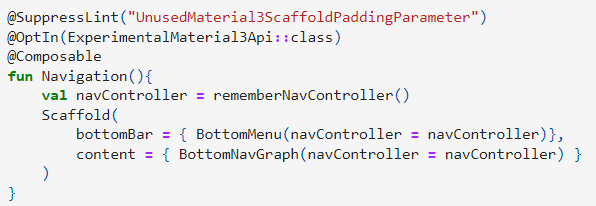 @SuppressLint("UnusedMaterial3ScaffoldPaddingParameter")
@OptIn(ExperimentalMaterial3Api::class)
@Composable
fun Navigation(){
    val navController = rememberNavController()
    Scaffold(
        bottomBar = { BottomMenu(navController = navController)},
        content = { BottomNavGraph(navController = navController) }
    )
}